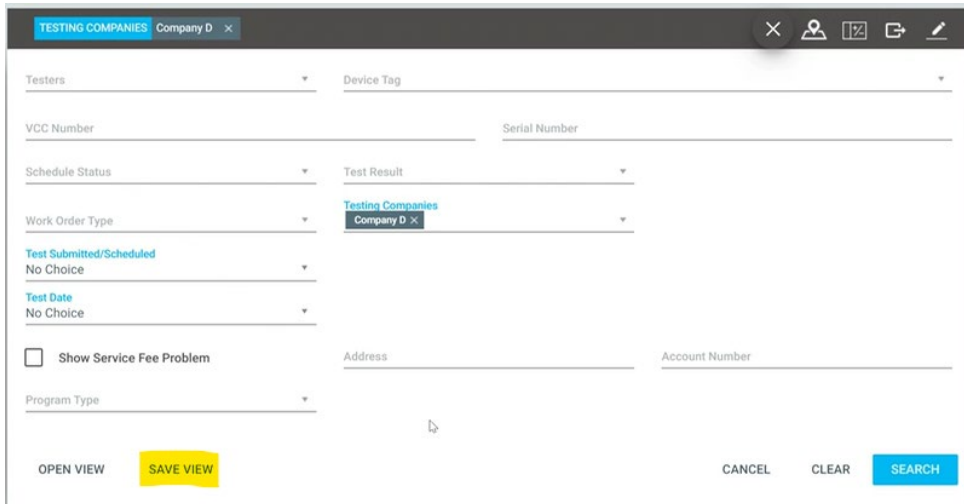 TESTING COMPANIES Company D ×
Testers
Device Tag
VCC Number
Serial Number
Schedule Status
Test Result
Work Order Type
Testing Companies
Company D ×
Test Submitted/Scheduled
No Choice
Test Date
No Choice
Show Service Fee Problem
Address
Account Number
Program Type
OPEN VIEW
SAVE VIEW
CANCEL
CLEAR
SEARCH